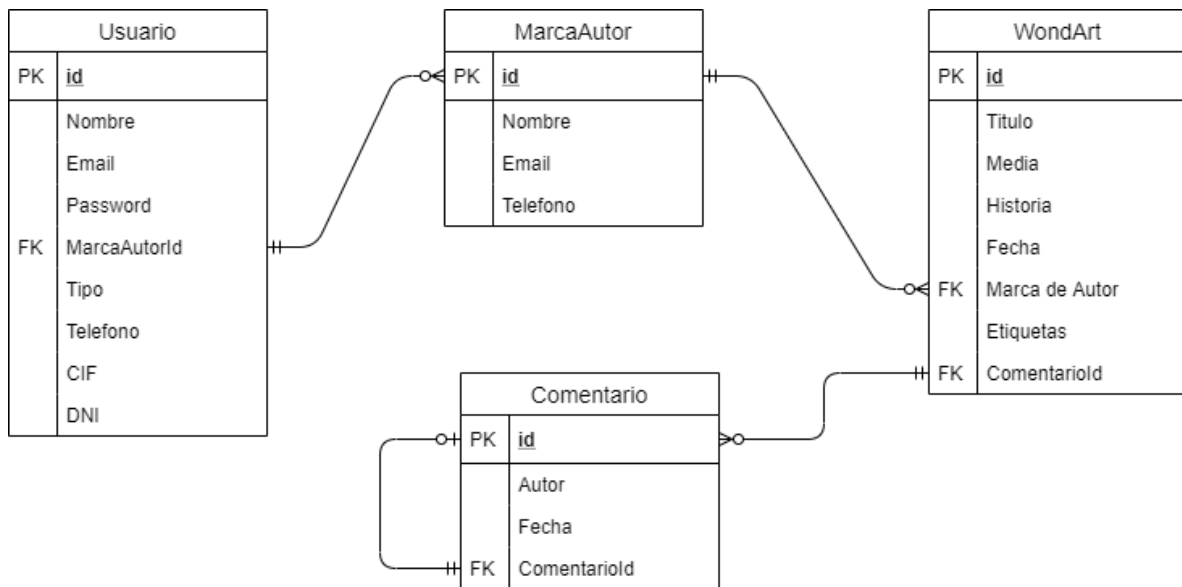 Usuario
PK id
Nombre
Email
Password
FK MarcaAutorId
Tipo
Telefono
CIF
DNI
MarcaAutor
PK id
Nombre
Email
Telefono
WondArt
PK id
Titulo
Media
Historia
Fecha
FK Marca de Autor
Etiquetas
FK ComentarioId
Comentario
PK id
Autor
Fecha
FK ComentarioId